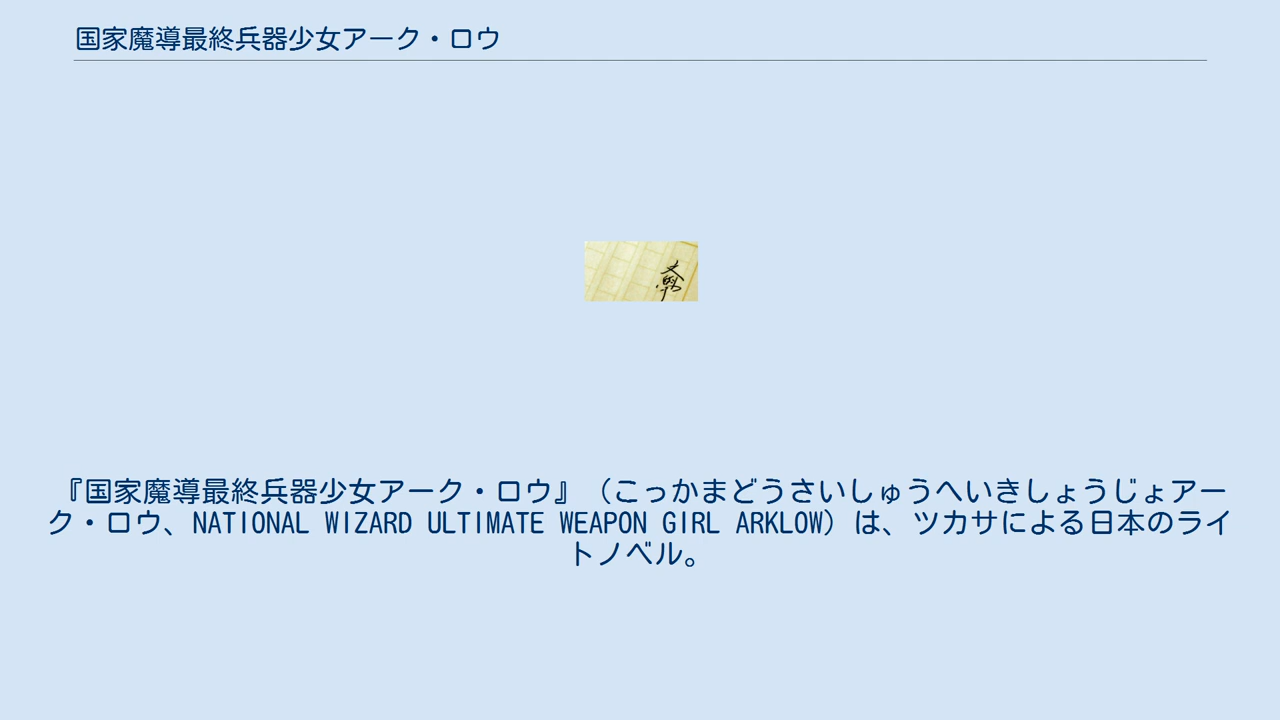 国家魔導最終兵器少女アーク・ロウ
『国家魔導最終兵器少女アーク・ロウ』（こっかまどうさいしゅうへいきしょうじょアー
ク・ロウ、NATIONAL WIZARD ULTIMATE WEAPON GIRL ARKLOW）は、ツカサによる日本のライ
トノベル。